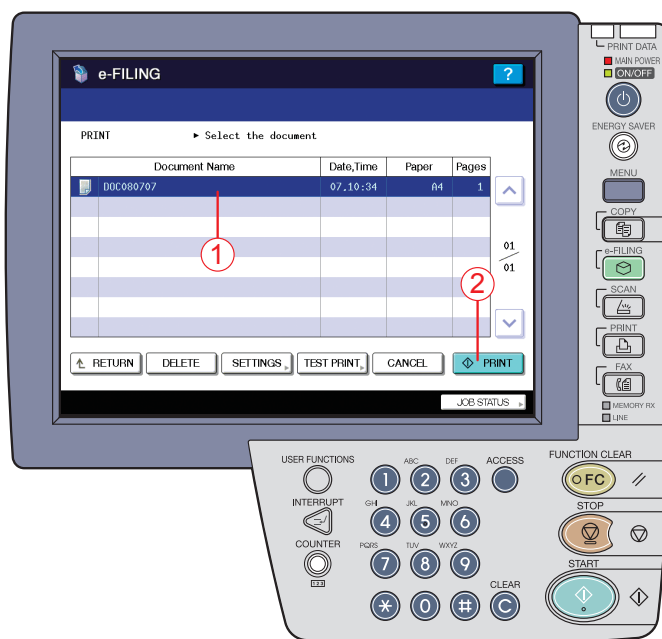 e-FILING
?
PRINT ► Select the document
Document Name Date,Time Paper Pages
DOC080707 07.10:34 A4 1
1
01
01
2
RETURN DELETE SETTINGS TEST PRINT CANCEL PRINT
JOB STATUS
PRINT DATA
MAIN POWER
ON/OFF
ENERGY SAVER
MENU
COPY
e-FILING
SCAN
PRINT
FAX
MEMORY RX
LINE
USER FUNCTIONS
INTERRUPT
COUNTER
123
ABC DEF
1 2 3
GHI JKL MNO
4 5 6
PQRS TUV WXYZ
7 8 9
* 0 #
ACCESS
CLEAR
C
FUNCTION CLEAR
FC
STOP
START